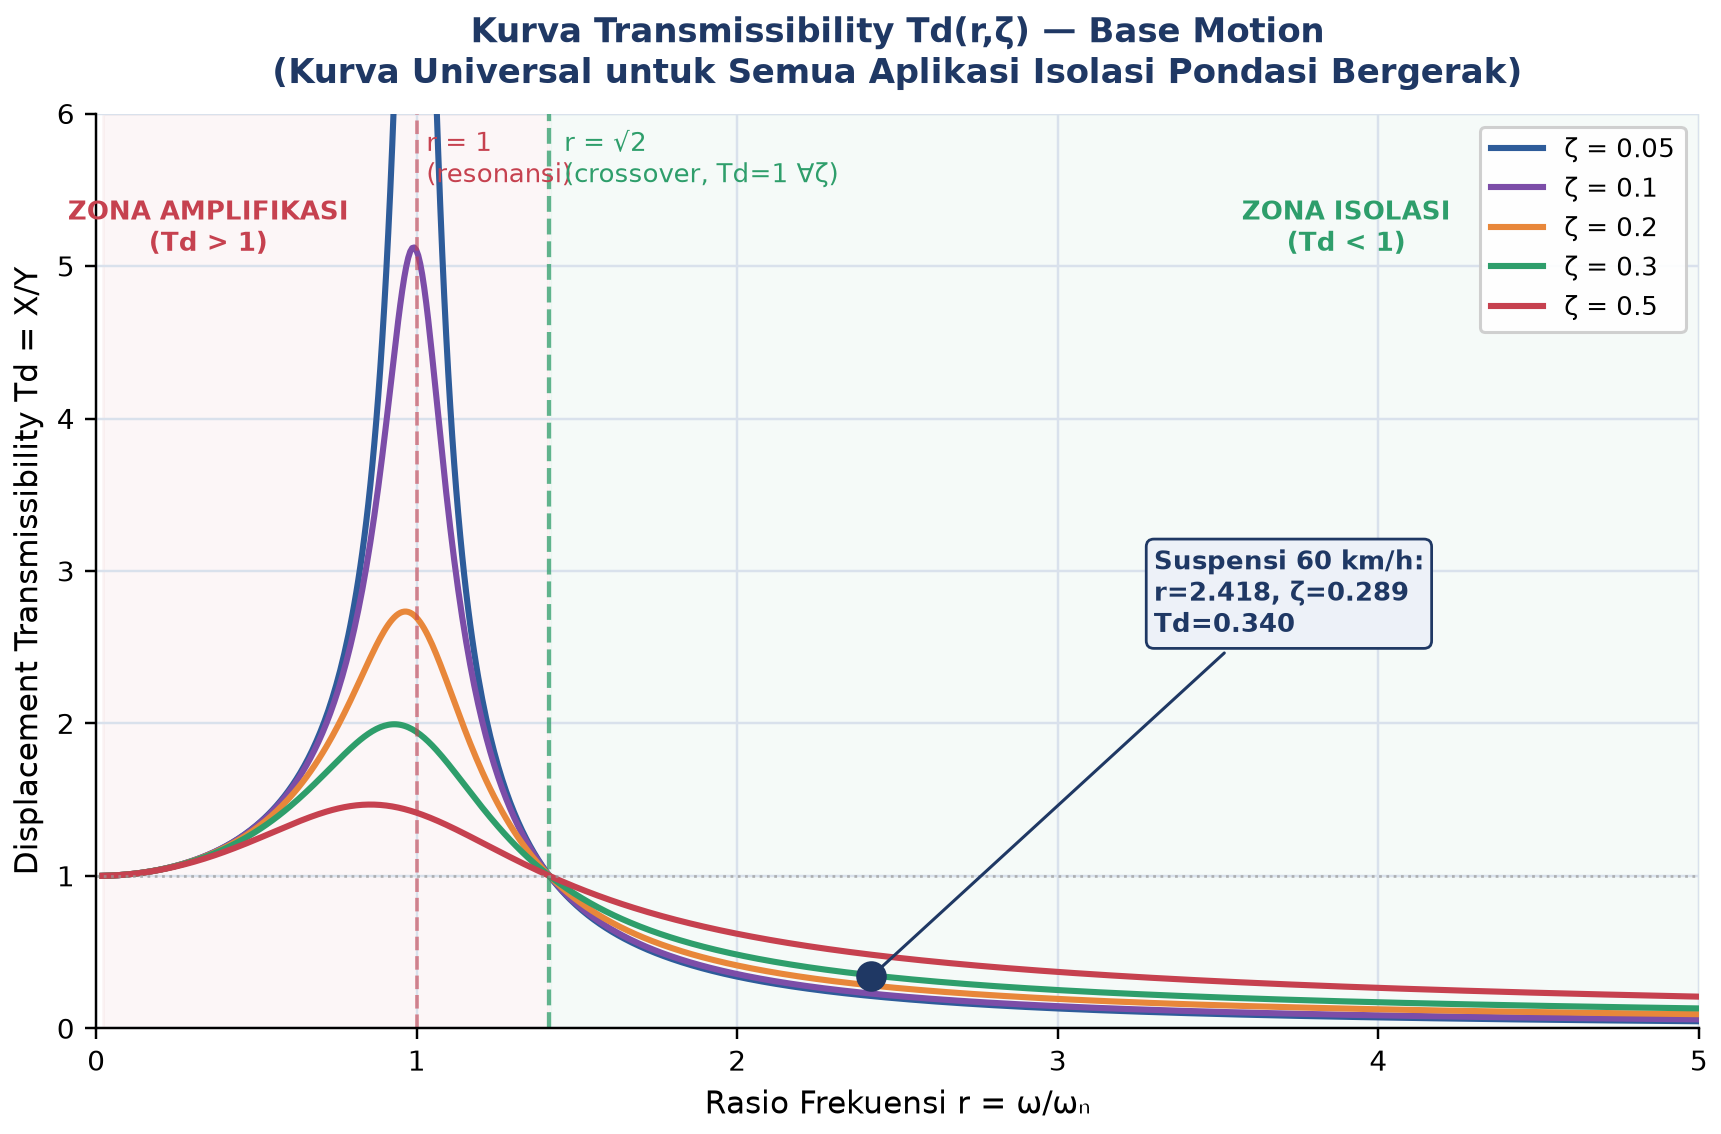 Kurva Transmissibility Td(r,ζ) — Base Motion
(Kurva Universal untuk Semua Aplikasi Isolasi Pondasi Bergerak)
Displacement Transmissibility Td = X/Y
6
5
4
3
2
1
0
r = 1
(resonansi)
r = √2
(crossover, Td=1 ∀ζ)
ZONA AMPLIFIKASI
(Td > 1)
ZONA ISOLASI
(Td < 1)
ζ = 0.05
ζ = 0.1
ζ = 0.2
ζ = 0.3
ζ = 0.5
Suspensi 60 km/h:
r=2.418, ζ=0.289
Td=0.340
0 1 2 3 4 5
Rasio Frekuensi r = ω/ωₙ